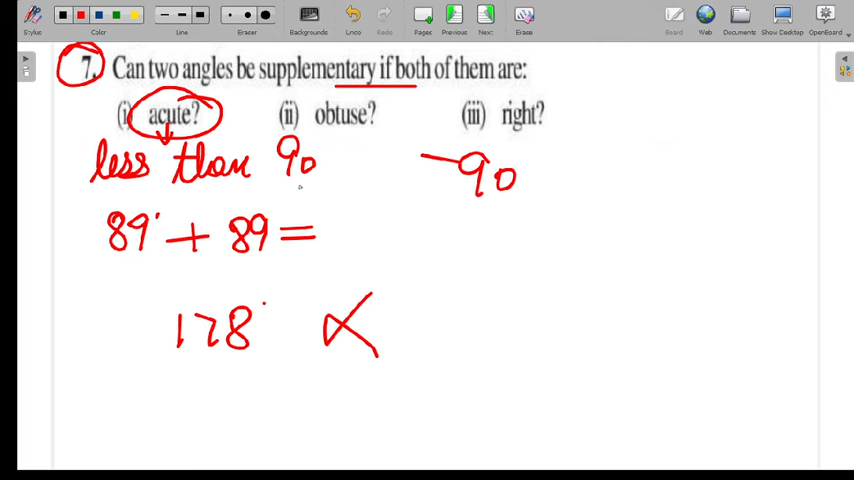 Stylus Color Line Eraser Backgrounds Undo Redo Pages Previous Next Erase Board Web Documents Show Desktop OpenBoard
7. Can two angles be supplementary if both of them are:
(i) acute? (ii) obtuse? (iii) right?
less than 90 90
89° + 89 =
178°